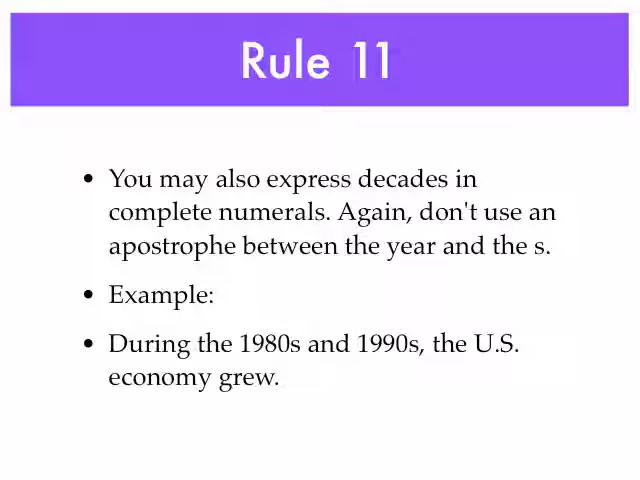 Rule 11
• You may also express decades in
complete numerals. Again, don't use an
apostrophe between the year and the s.
• Example:
• During the 1980s and 1990s, the U.S.
economy grew.